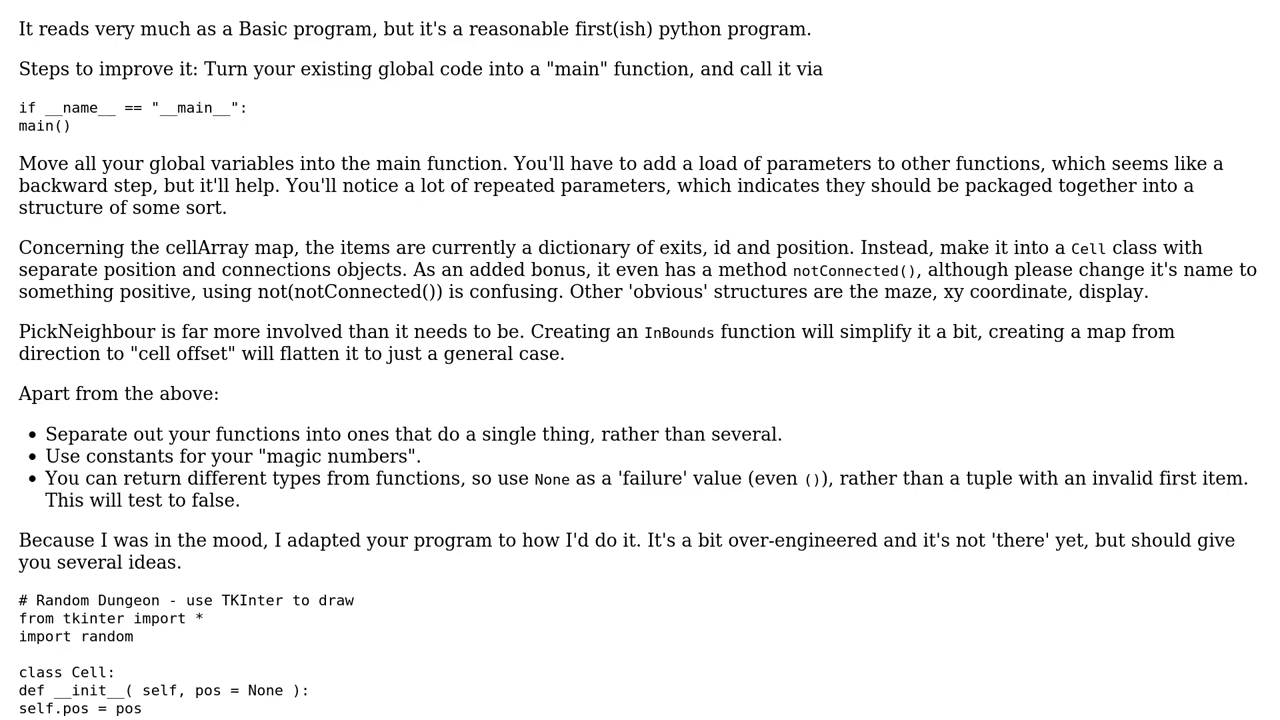 It reads very much as a Basic program, but it's a reasonable first(ish) python program.
Steps to improve it: Turn your existing global code into a "main" function, and call it via
if __name__ == "__main__":
main()
Move all your global variables into the main function. You'll have to add a load of parameters to other functions, which seems like a
backward step, but it'll help. You'll notice a lot of repeated parameters, which indicates they should be packaged together into a
structure of some sort.
Concerning the cellArray map, the items are currently a dictionary of exits, id and position. Instead, make it into a Cell class with
separate position and connections objects. As an added bonus, it even has a method notConnected(), although please change it's name to
something positive, using not(notConnected()) is confusing. Other 'obvious' structures are the maze, xy coordinate, display.
PickNeighbour is far more involved than it needs to be. Creating an InBounds function will simplify it a bit, creating a map from
direction to "cell offset" will flatten it to just a general case.
Apart from the above:
• Separate out your functions into ones that do a single thing, rather than several.
• Use constants for your "magic numbers".
• You can return different types from functions, so use None as a 'failure' value (even ()), rather than a tuple with an invalid first item.
This will test to false.
Because I was in the mood, I adapted your program to how I'd do it. It's a bit over-engineered and it's not 'there' yet, but should give
you several ideas.
# Random Dungeon - use TKInter to draw
from tkinter import *
import random
class Cell:
def __init__( self, pos = None ):
self.pos = pos